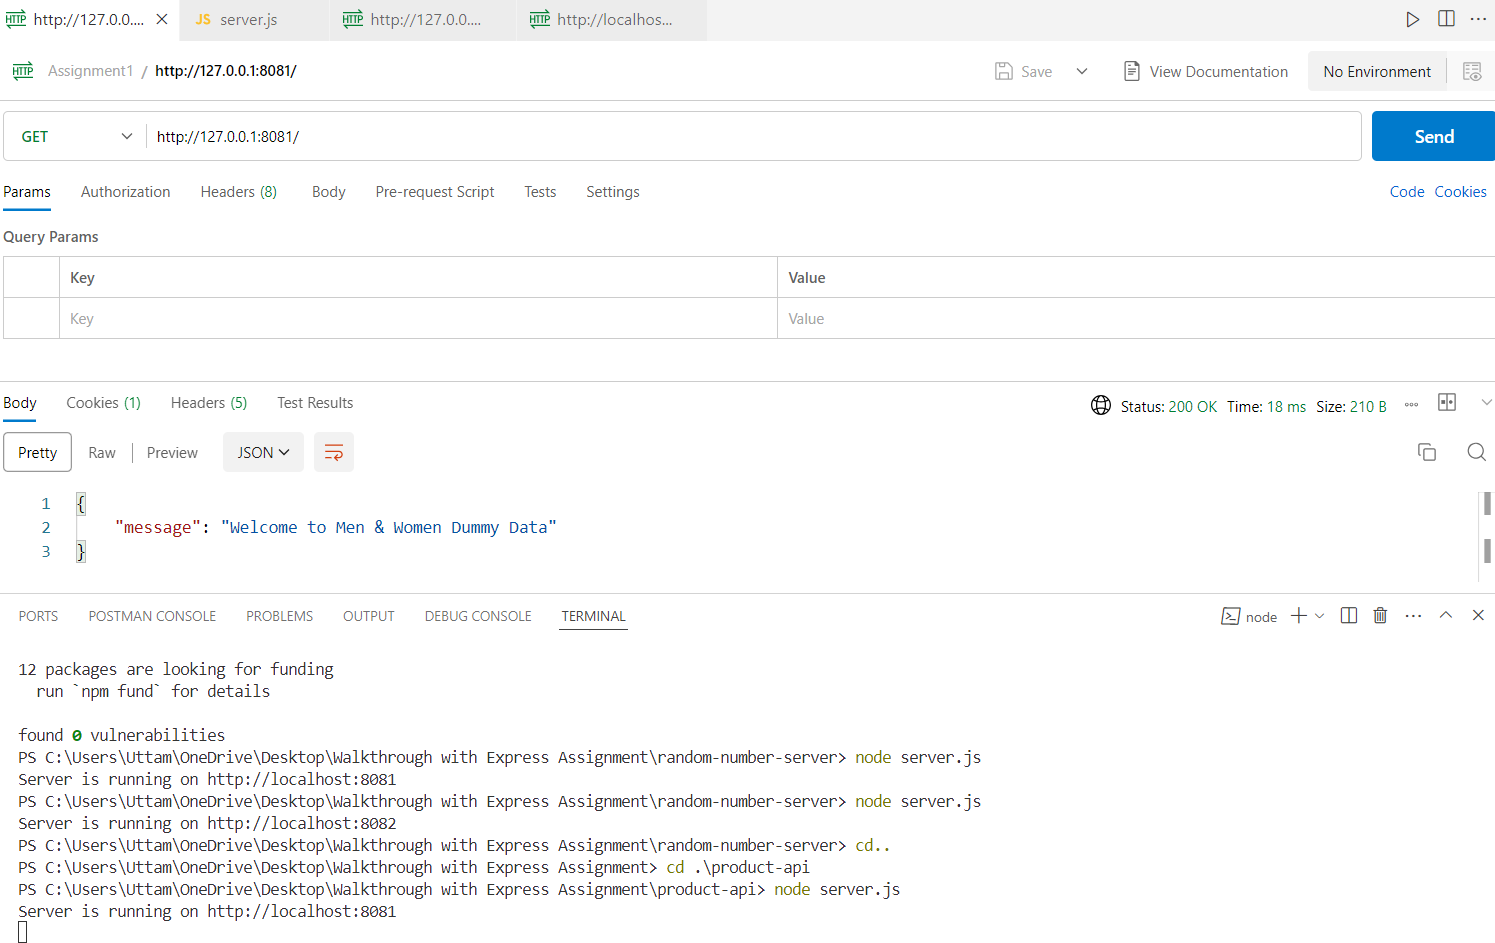 HTTP http://127.0.0.... JS server.js HTTP http://127.0.0.... HTTP http://localhos...
HTTP Assignment1 / http://127.0.0.1:8081/ Save View Documentation No Environment
GET http://127.0.0.1:8081/ Send
Params Authorization Headers (8) Body Pre-request Script Tests Settings Code Cookies
Query Params
Key Value
Key Value
Body Cookies (1) Headers (5) Test Results Status: 200 OK Time: 18 ms Size: 210 B
Pretty Raw Preview JSON
1 {
2 "message": "Welcome to Men & Women Dummy Data"
3 }
PORTS POSTMAN CONSOLE PROBLEMS OUTPUT DEBUG CONSOLE TERMINAL node
12 packages are looking for funding
run `npm fund` for details
found 0 vulnerabilities
PS C:\Users\Uttam\OneDrive\Desktop\Walkthrough with Express Assignment\random-number-server> node server.js
Server is running on http://localhost:8081
PS C:\Users\Uttam\OneDrive\Desktop\Walkthrough with Express Assignment\random-number-server> node server.js
Server is running on http://localhost:8082
PS C:\Users\Uttam\OneDrive\Desktop\Walkthrough with Express Assignment\random-number-server> cd..
PS C:\Users\Uttam\OneDrive\Desktop\Walkthrough with Express Assignment> cd .\product-api
PS C:\Users\Uttam\OneDrive\Desktop\Walkthrough with Express Assignment\product-api> node server.js
Server is running on http://localhost:8081